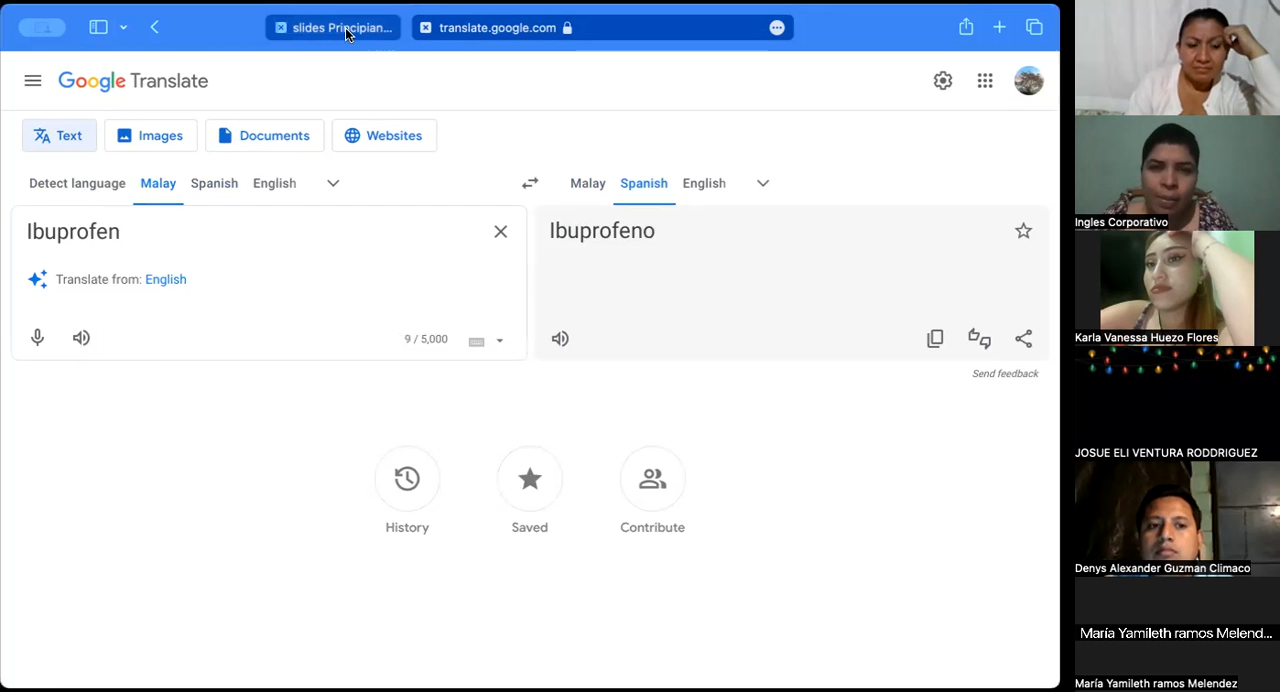 slides Principian...
translate.google.com
Google Translate
Text
Images
Documents
Websites
Detect language
Malay
Spanish
English
Malay
Spanish
English
Ibuprofen
Ibuprofeno
Translate from: English
9 / 5,000
Send feedback
History
Saved
Contribute
Ingles Corporativo
Karla Vanessa Huezo Flores
JOSUE ELI VENTURA RODDRIGUEZ
Denys Alexander Guzman Climaco
María Yamileth ramos Melend...
María Yamileth ramos Melendez